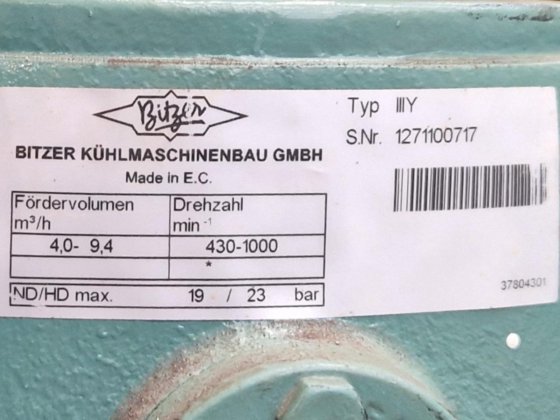 Bitzer
BITZER KÜHLMASCHINENBAU GMBH
Made in E.C.
Typ IIIY
S.Nr. 1271100717
Fördervolumen m³/h
Drehzahl min -1
4,0- 9,4
430-1000
*
ND/HD max. 19 / 23 bar
37804301